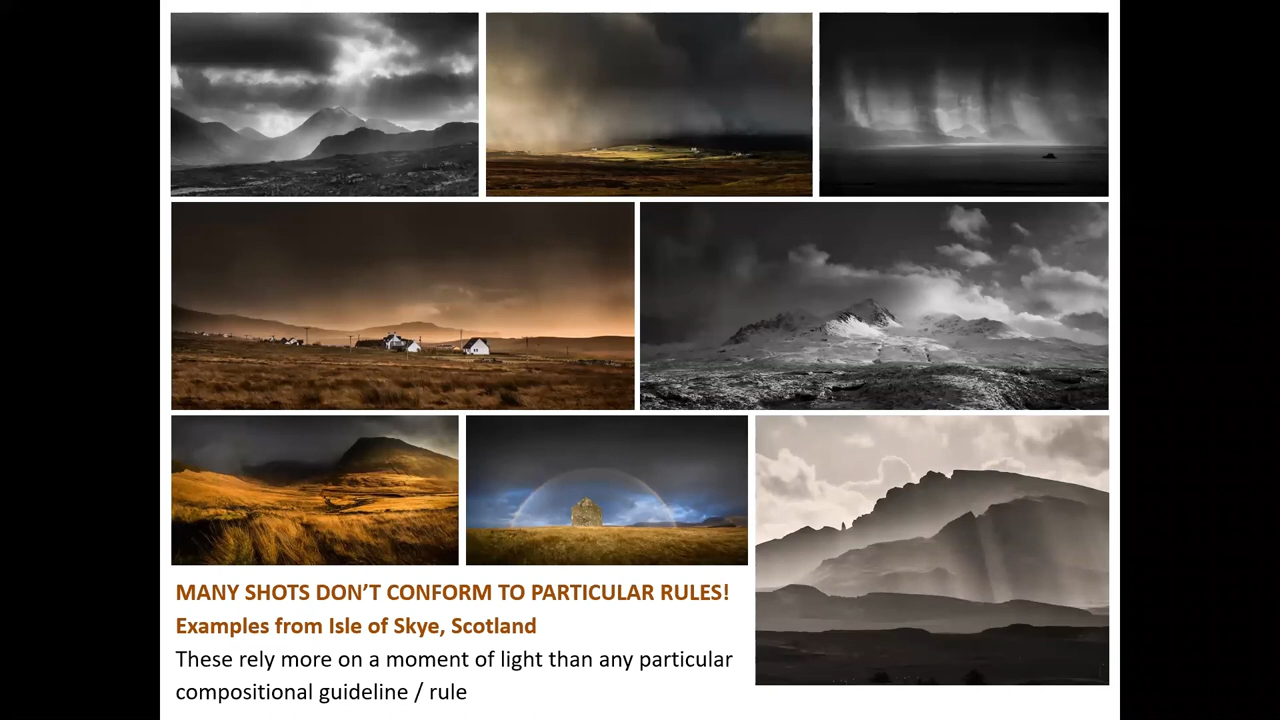 MANY SHOTS DON’T CONFORM TO PARTICULAR RULES!
Examples from Isle of Skye, Scotland
These rely more on a moment of light than any particular
compositional guideline / rule